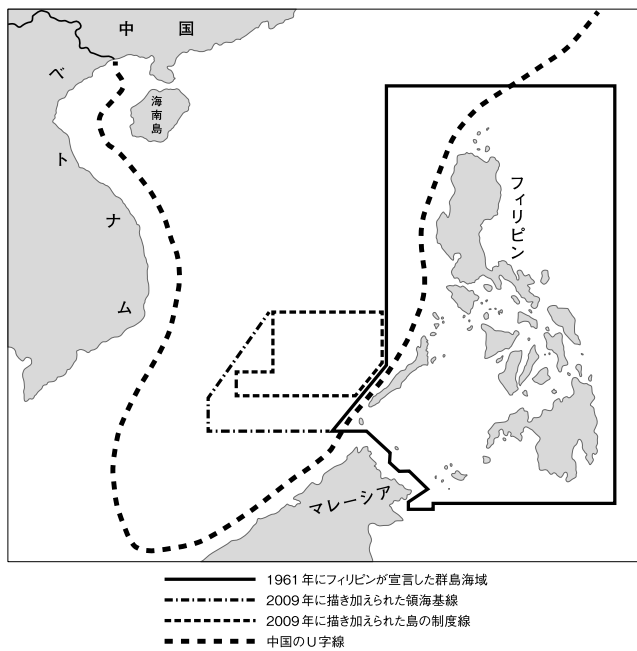 中国
ベトナム
海南島
フィリピン
マレーシア
1961年にフィリピンが宣言した群島海域
2009年に描き加えられた領海基線
2009年に描き加えられた島の制度線
中国のU字線